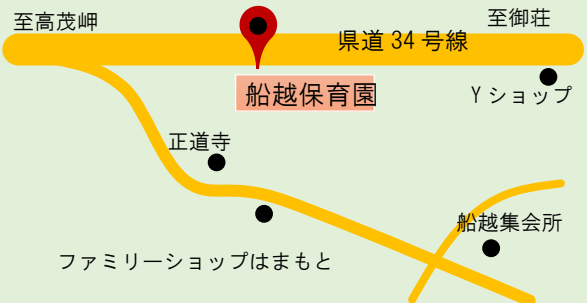 至高茂岬
至御荘
県道 34 号線
船越保育園
Y ショップ
正道寺
船越集会所
ファミリーショップはまもと